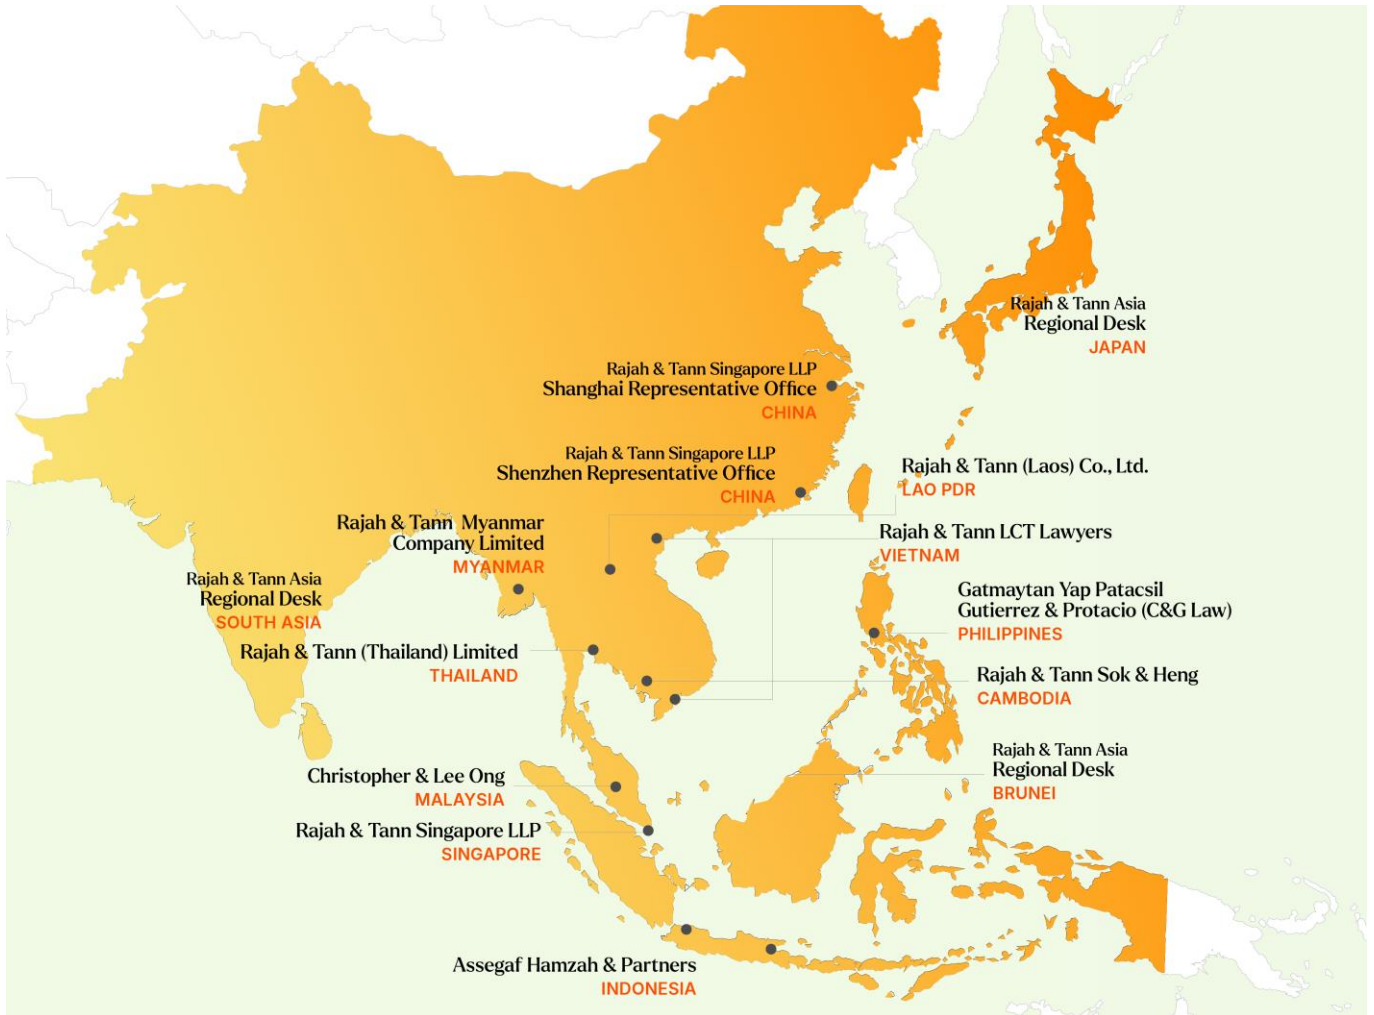 Rajah & Tann Asia
Regional Desk
JAPAN
Rajah & Tann Singapore LLP
Shanghai Representative Office
CHINA
Rajah & Tann Singapore LLP
Shenzhen Representative Office
CHINA
Rajah & Tann (Laos) Co., Ltd.
LAO PDR
Rajah & Tann Myanmar
Company Limited
MYANMAR
Rajah & Tann LCT Lawyers
VIETNAM
Rajah & Tann Asia
Regional Desk
SOUTH ASIA
Gatmaytan Yap Patacsil
Gutierrez & Protacio (C&G Law)
PHILIPPINES
Rajah & Tann (Thailand) Limited
THAILAND
Rajah & Tann Sok & Heng
CAMBODIA
Rajah & Tann Asia
Regional Desk
BRUNEI
Christopher & Lee Ong
MALAYSIA
Rajah & Tann Singapore LLP
SINGAPORE
Assegaf Hamzah & Partners
INDONESIA